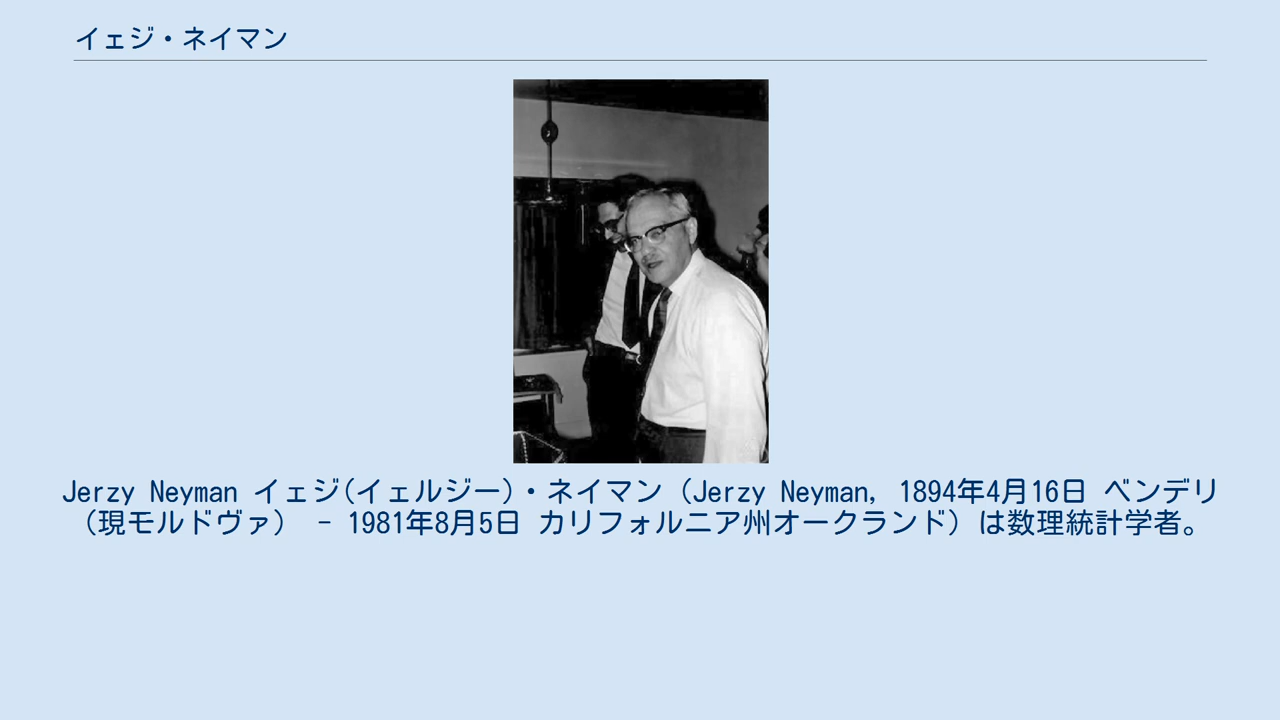 イェジ・ネイマン
Jerzy Neyman イェジ(イェルジー)・ネイマン（Jerzy Neyman, 1894年4月16日 ベンデリ
（現モルドヴァ） - 1981年8月5日 カリフォルニア州オークランド）は数理統計学者。